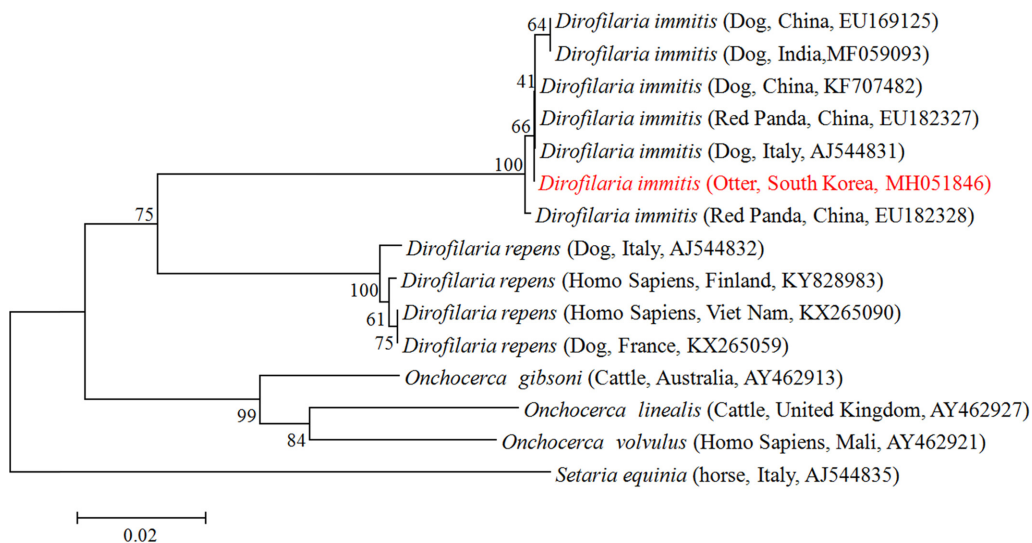 64
Dirofilaria immitis (Dog, China, EU169125)
Dirofilaria immitis (Dog, India,MF059093)
41
Dirofilaria immitis (Dog, China, KF707482)
66
Dirofilaria immitis (Red Panda, China, EU182327)
Dirofilaria immitis (Dog, Italy, AJ544831)
100
Dirofilaria immitis (Otter, South Korea, MH051846)
75
Dirofilaria immitis (Red Panda, China, EU182328)
Dirofilaria repens (Dog, Italy, AJ544832)
Dirofilaria repens (Homo Sapiens, Finland, KY828983)
100
Dirofilaria repens (Homo Sapiens, Viet Nam, KX265090)
61
75
Dirofilaria repens (Dog, France, KX265059)
Onchocerca gibsoni (Cattle, Australia, AY462913)
99
Onchocerca linealis (Cattle, United Kingdom, AY462927)
84
Onchocerca volvulus (Homo Sapiens, Mali, AY462921)
Setaria equinia (horse, Italy, AJ544835)
0.02